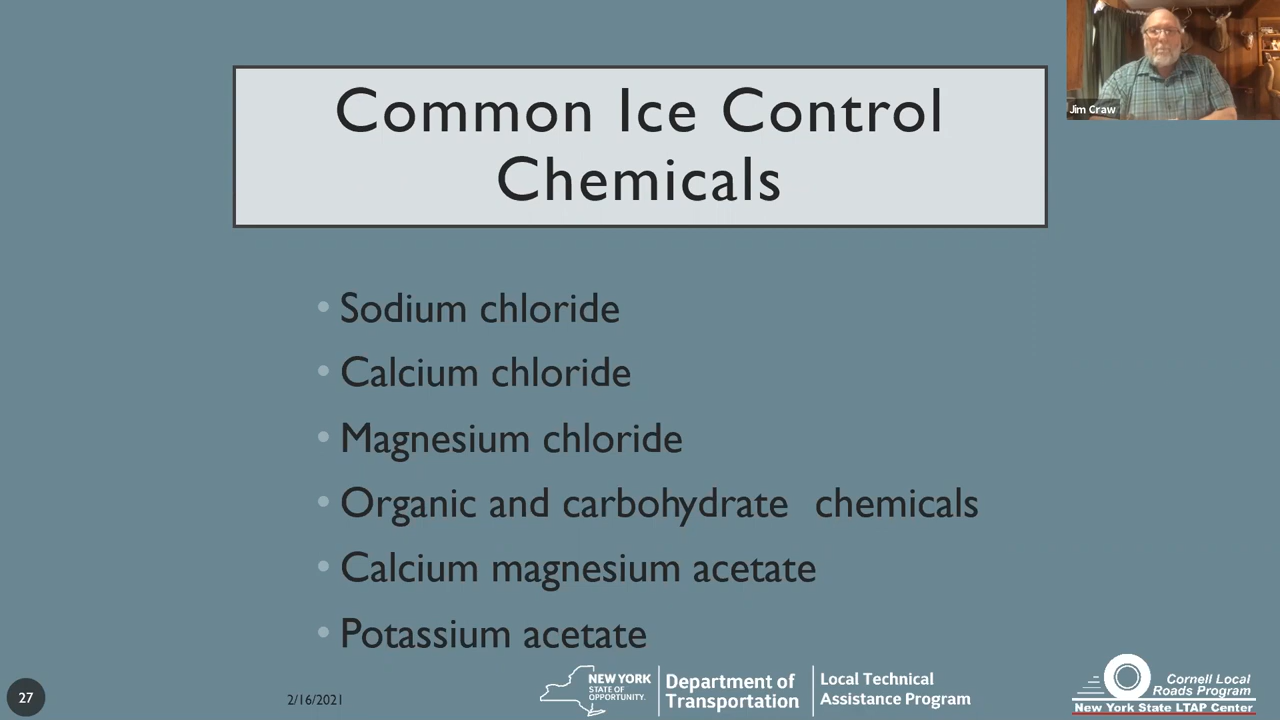 Common Ice Control
Chemicals
Jim Craw
• Sodium chloride
• Calcium chloride
• Magnesium chloride
• Organic and carbohydrate chemicals
• Calcium magnesium acetate
• Potassium acetate
27
2/16/2021
NEW YORK
STATE OF
OPPORTUNITY.
Department of
Transportation
Local Technical
Assistance Program
Cornell Local
Roads Program
New York State LTAP Center